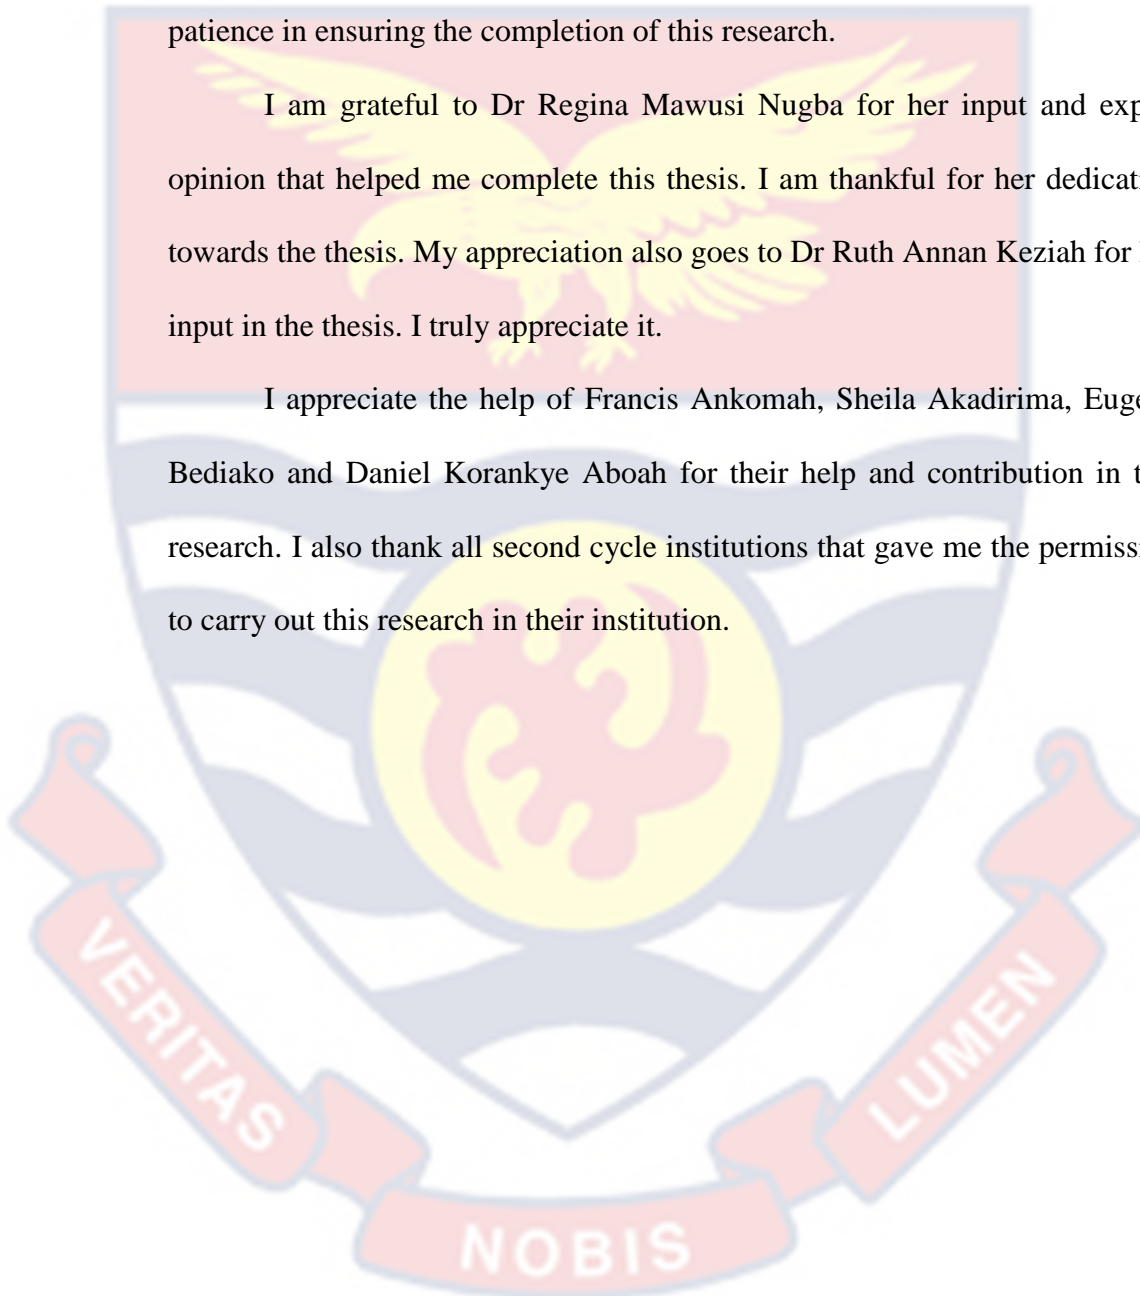 patience in ensuring the completion of this research.
I am grateful to Dr Regina Mawusi Nugba for her input and exp
opinion that helped me complete this thesis. I am thankful for her dedicati
towards the thesis. My appreciation also goes to Dr Ruth Annan Keziah for
input in the thesis. I truly appreciate it.
I appreciate the help of Francis Ankomah, Sheila Akadirima, Euge
Bediako and Daniel Korankye Aboah for their help and contribution in t
research. I also thank all second cycle institutions that gave me the permissi
to carry out this research in their institution.
VERITAS
NOBIS
LUMEN